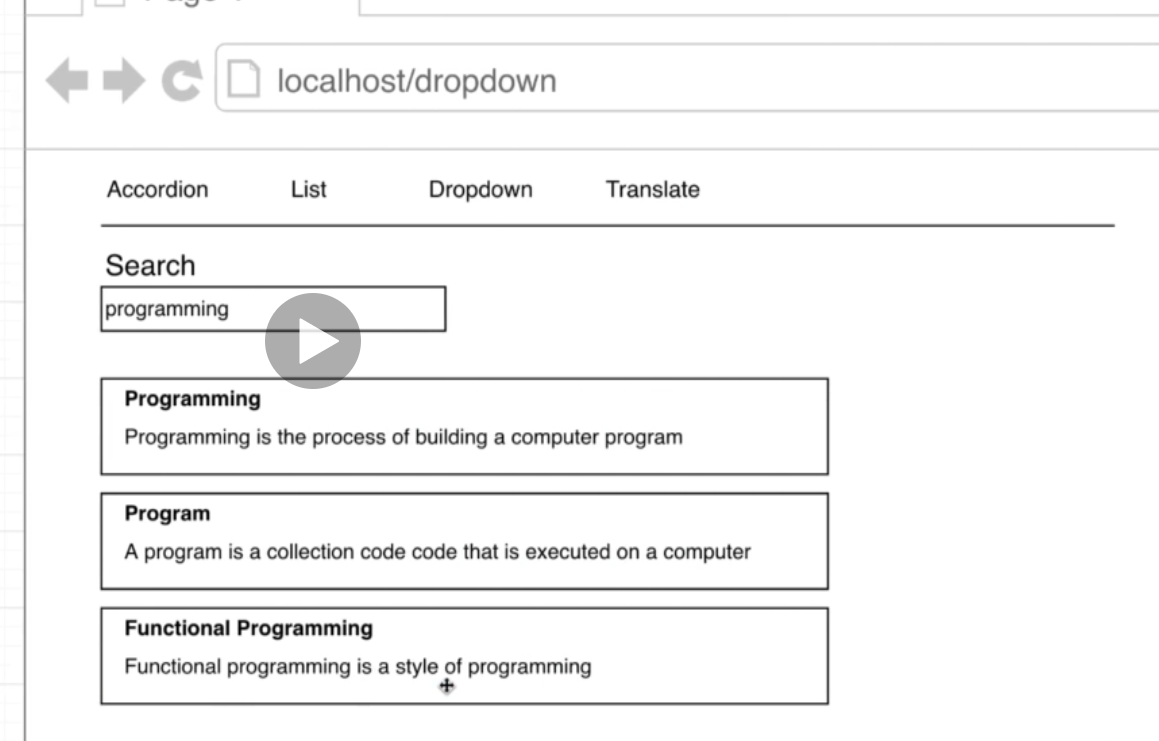 localhost/dropdown
Accordion List Dropdown Translate
Search
programming
Programming
Programming is the process of building a computer program
Program
A program is a collection code code that is executed on a computer
Functional Programming
Functional programming is a style of programming